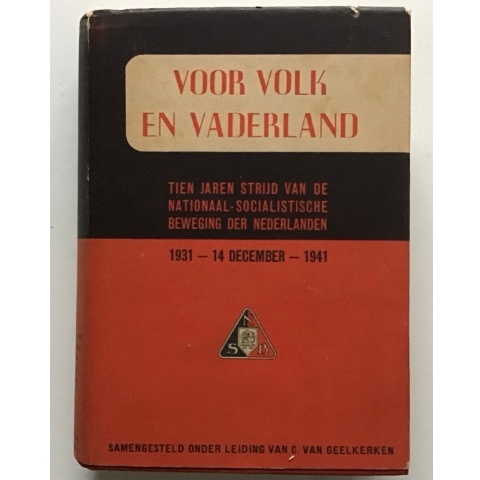 VOOR VOLK
EN VADERLAND
TIEN JAREN STRIJD VAN DE
NATIONAAL-SOCIALISTISCHE
BEWEGING DER NEDERLANDEN
1931 – 14 DECEMBER – 1941
N
S B
SAMENGESTELD ONDER LEIDING VAN C. VAN GEELKERKEN